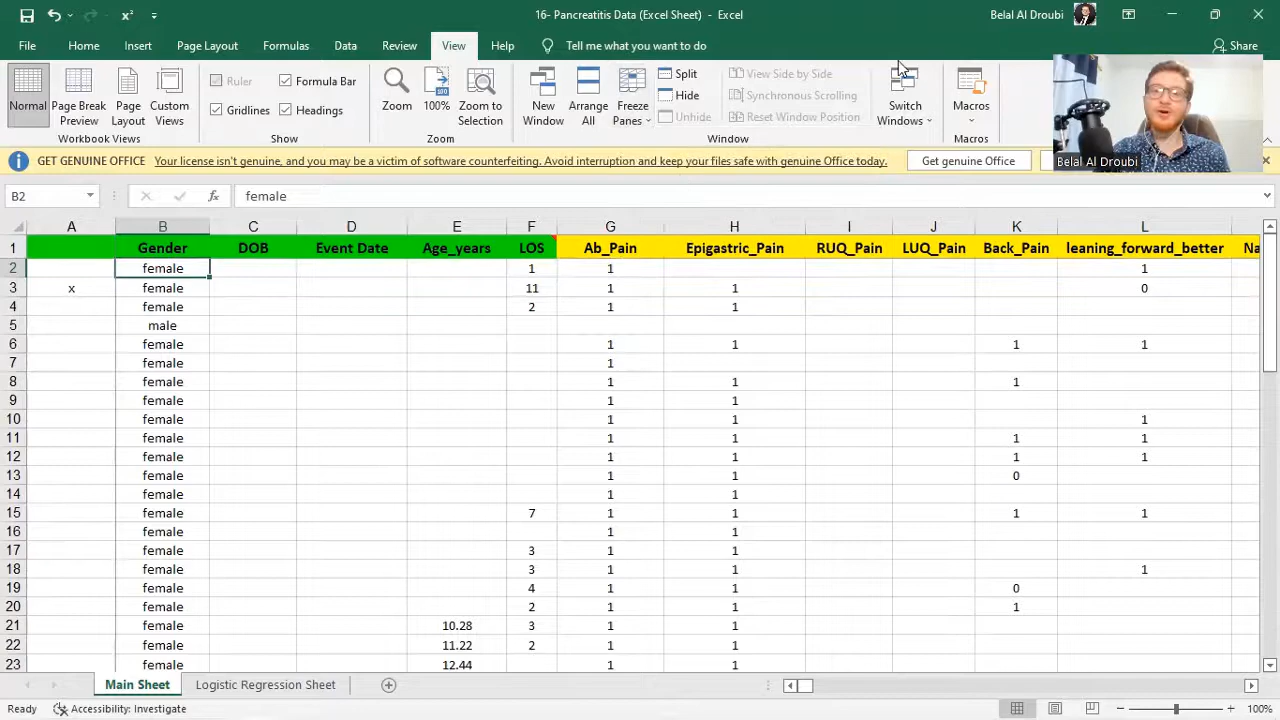 x²
16- Pancreatitis Data (Excel Sheet) - Excel
Belal Al Droubi
File Home Insert Page Layout Formulas Data Review View Help Tell me what you want to do Share
Normal
Page Break Preview
Page Layout
Custom Views
Workbook Views
Ruler
Formula Bar
Gridlines
Headings
Show
Zoom
100%
Zoom to Selection
Zoom
New Window
Arrange All
Freeze Panes
Split
Hide
Unhide
View Side by Side
Synchronous Scrolling
Reset Window Position
Window
Switch Windows
Macros
Macros
Belal Al Droubi
GET GENUINE OFFICE Your license isn't genuine, and you may be a victim of software counterfeiting. Avoid interruption and keep your files safe with genuine Office today. Get genuine Office
B2 fx female
A B C D E F G H I J K L
1 Gender DOB Event Date Age_years LOS Ab_Pain Epigastric_Pain RUQ_Pain LUQ_Pain Back_Pain leaning_forward_better Na
2 female 1 1 1
3 x female 11 1 1 0
4 female 2 1 1
5 male
6 female 1 1 1 1
7 female 1
8 female 1 1 1
9 female 1 1
10 female 1 1 1
11 female 1 1 1 1
12 female 1 1 1 1
13 female 1 1 0
14 female 1 1
15 female 7 1 1 1 1
16 female 1 1
17 female 3 1 1
18 female 3 1 1 1
19 female 4 1 1 0
20 female 2 1 1 1
21 female 10.28 3 1 1
22 female 11.22 2 1 1
23 female 12.44 1 1
Main Sheet Logistic Regression Sheet
Ready Accessibility: Investigate 100%